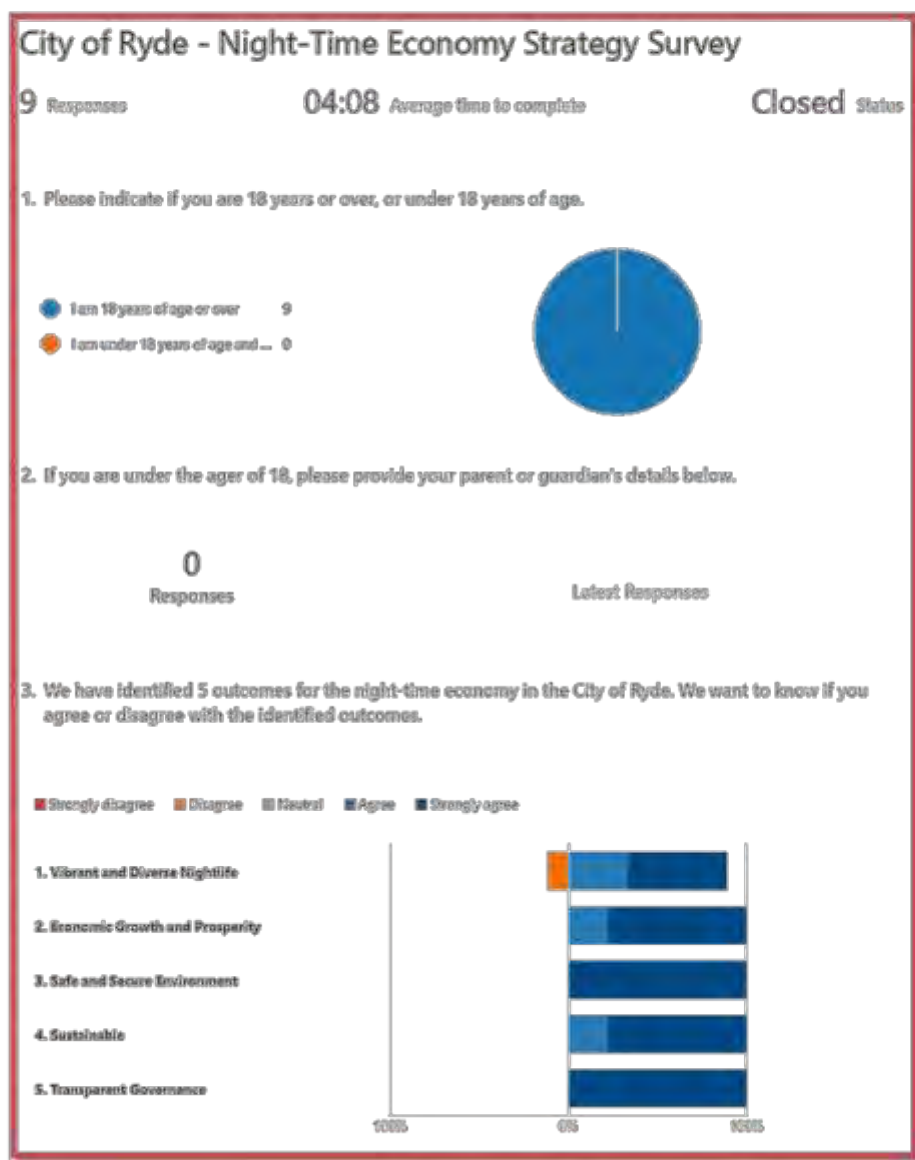 City of Ryde - Night-Time Economy Strategy Survey
9 Responses 04:08 Average time to complete Closed Status
1. Please indicate if you are 18 years or over, or under 18 years of age.
I am 18 years of age or over 9
I am under 18 years of age and ... 0
2. If you are under the ager of 18, please provide your parent or guardian's details below.
0
Responses
Latest Responses
3. We have identified 5 outcomes for the night-time economy in the City of Ryde. We want to know if you
agree or disagree with the identified outcomes.
Strongly disagree Disagree Neutral Agree Strongly agree
1. Vibrant and Diverse Nightlife
2. Economic Growth and Prosperity
3. Safe and Secure Environment
4. Sustainable
5. Transparent Governance
100% 0% 100%